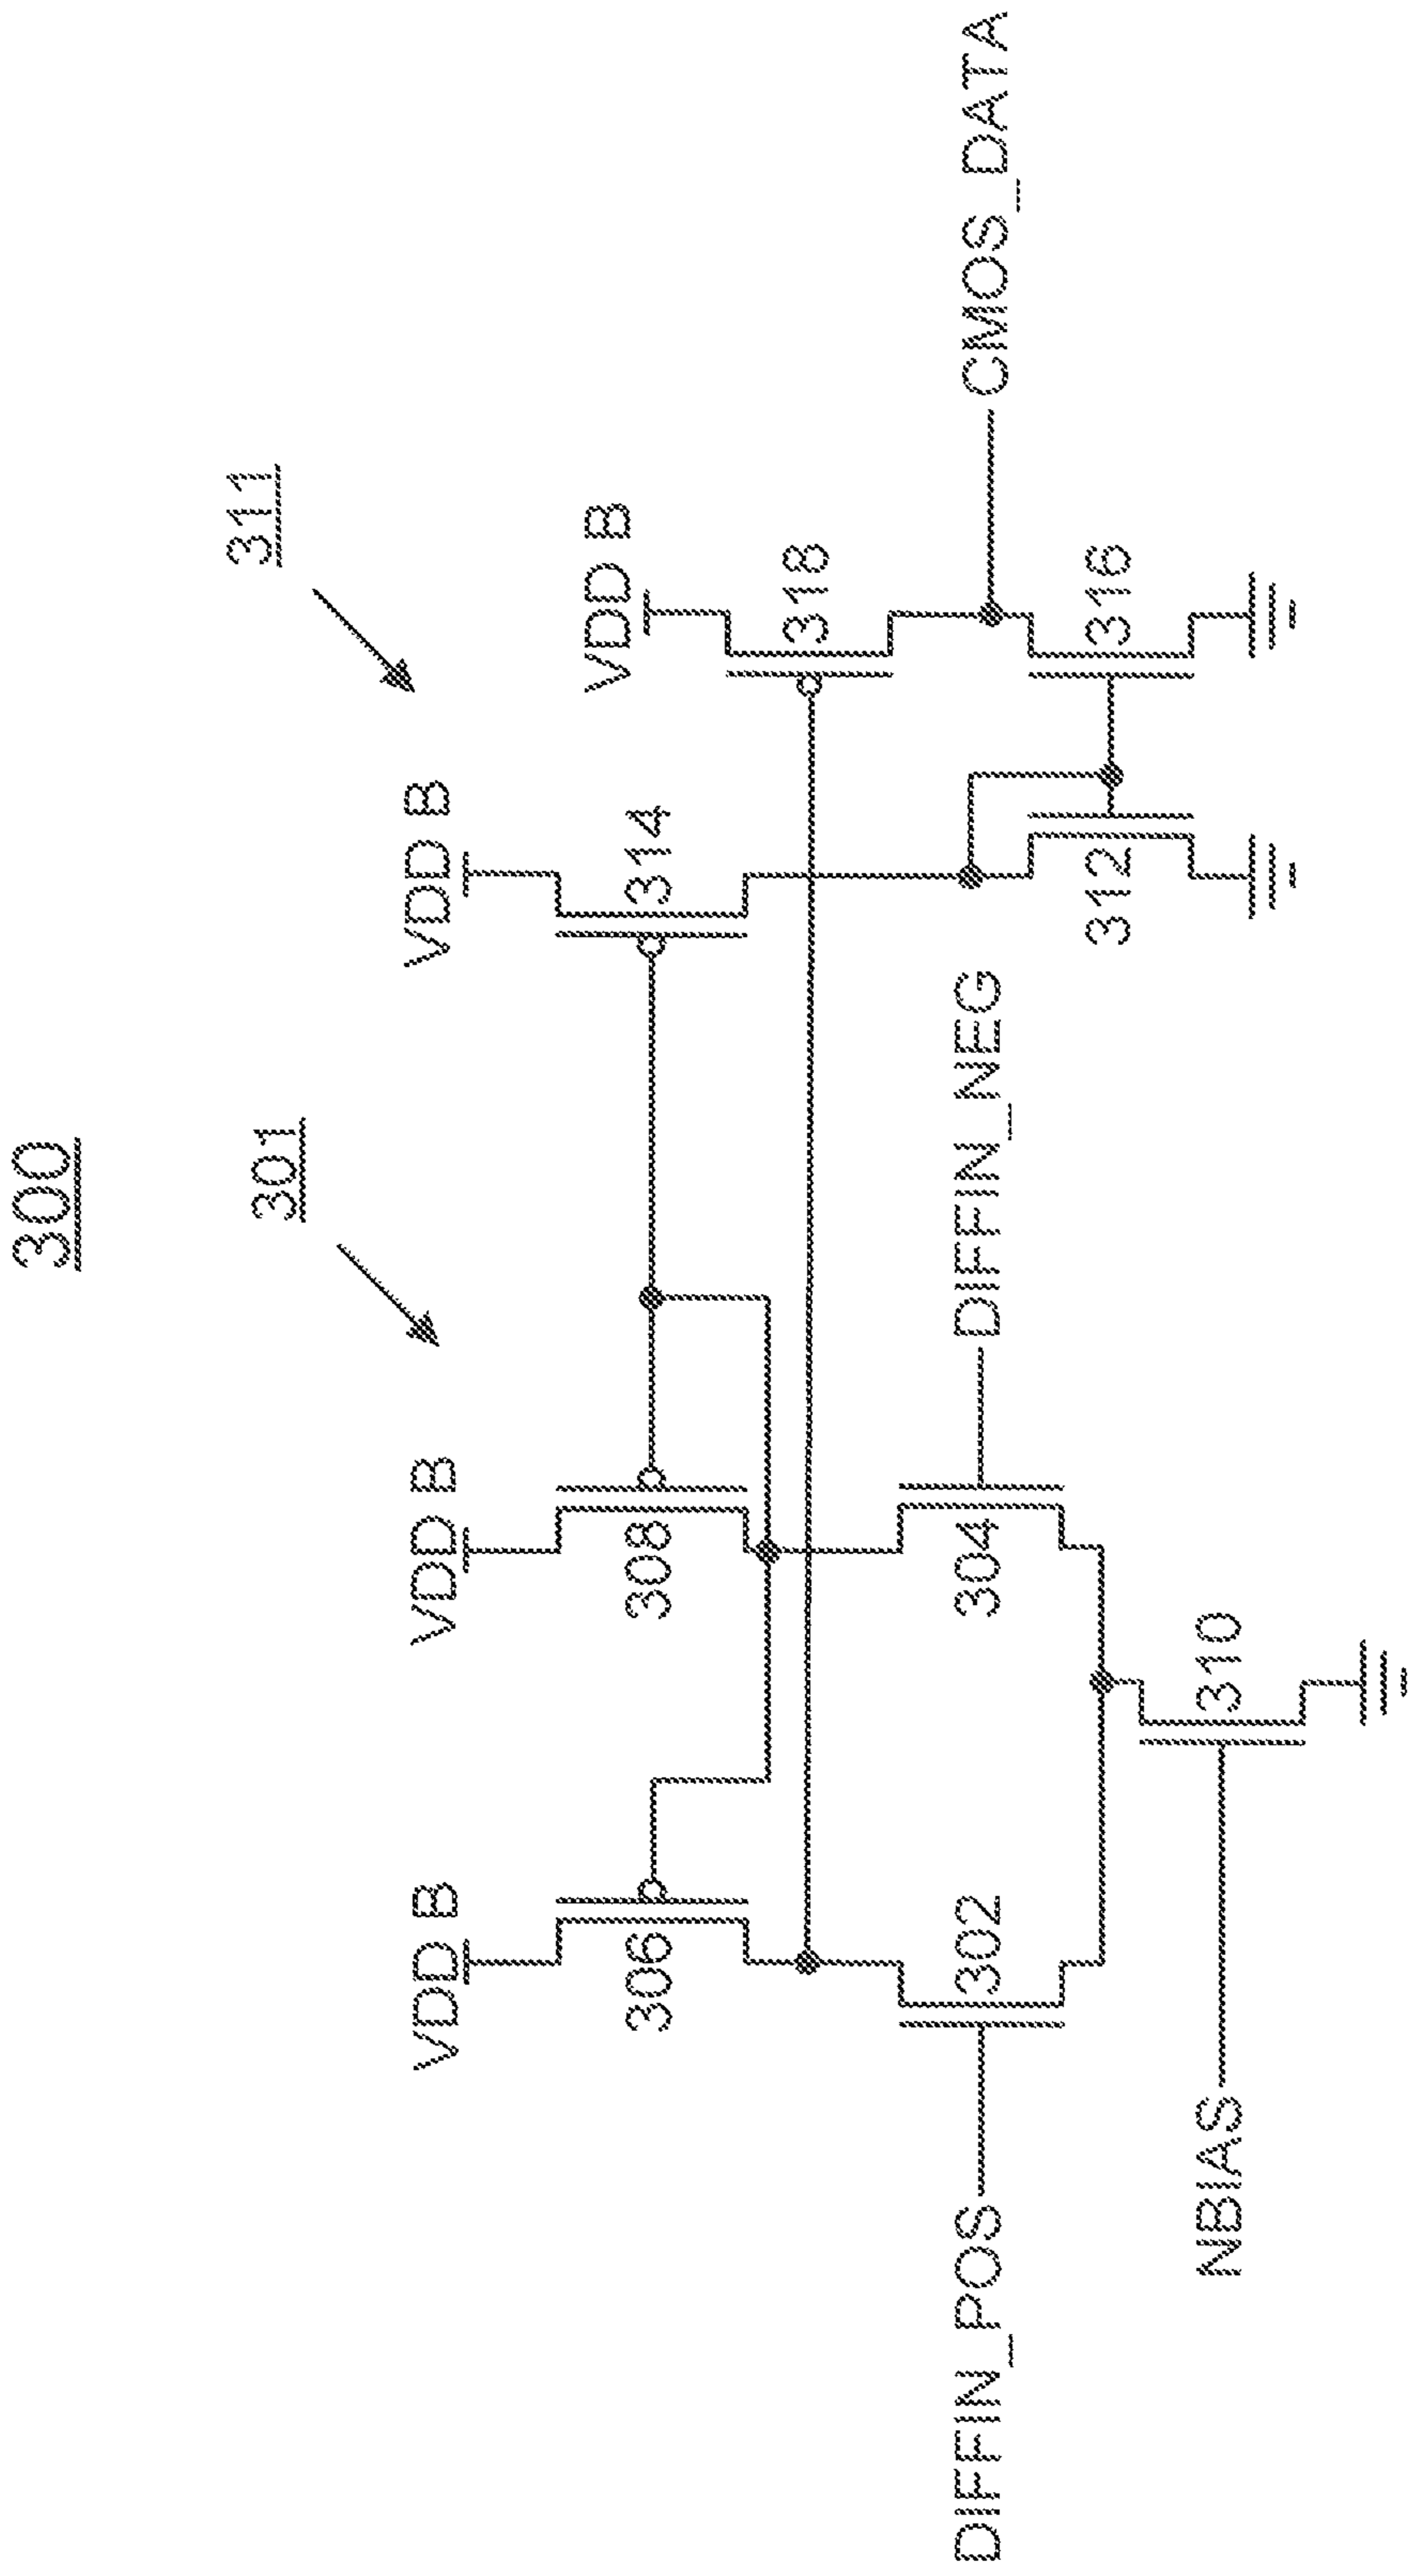 300
301
311
VDD B
VDD B
VDD B
VDD B
306
308
314
318
DIFFIN_POS
302
304
DIFFIN_NEG
CMOS_DATA
312
316
NBIAS
310